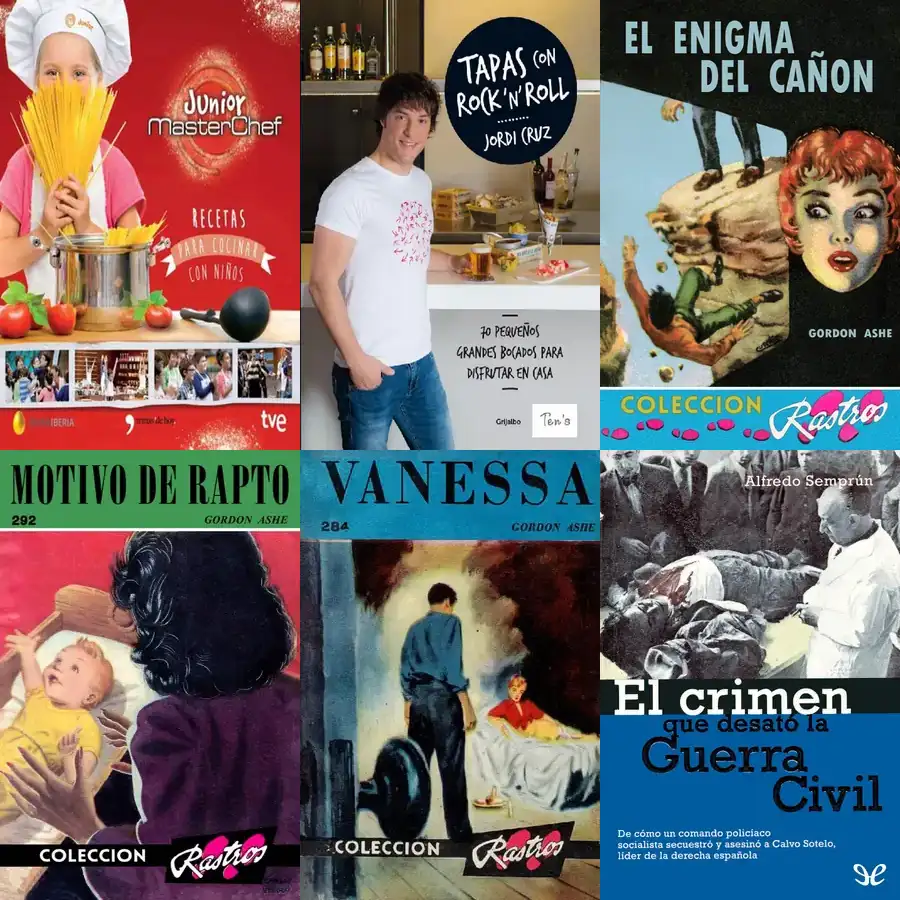 Junior
MasterChef
RECETAS
PARA COCINAR
CON NIÑOS
IBERIA
tve
TAPAS CON
ROCK'N'ROLL
JORDI CRUZ
70 PEQUEÑOS
GRANDES BOCADOS PARA
DISFRUTAR EN CASA
Grijalbo
Ten's
EL ENIGMA
DEL CAÑON
GORDON ASHE
COLECCION
Rastros
MOTIVO DE RAPTO
292
GORDON ASHE
COLECCION
Rastros
VANESSA
284
GORDON ASHE
COLECCION
Rastros
Alfredo Semprún
El crimen
que desató la
Guerra
Civil
De cómo un comando policíaco
socialista secuestró y asesinó a Calvo Sotelo,
líder de la derecha española